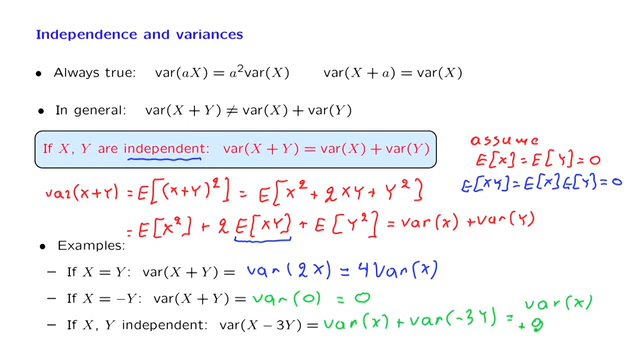 Independence and variances
• Always true: var(aX) = a²var(X) var(X + a) = var(X)
• In general: var(X + Y) ≠ var(X) + var(Y)
If X, Y are independent: var(X + Y) = var(X) + var(Y)
assume
E[X] = E[Y] = 0
E[XY] = E[X]E[Y] = 0
var(X+Y) = E[(X+Y)²] = E[X² + 2XY + Y²]
= E[X²] + 2 E[XY] + E[Y²] = var(X) + var(Y)
• Examples:
– If X = Y: var(X + Y) = var(2X) = 4var(X)
– If X = −Y: var(X + Y) = var(0) = 0
– If X, Y independent: var(X − 3Y) = var(X) + var(-3Y) = var(X)
+ 9